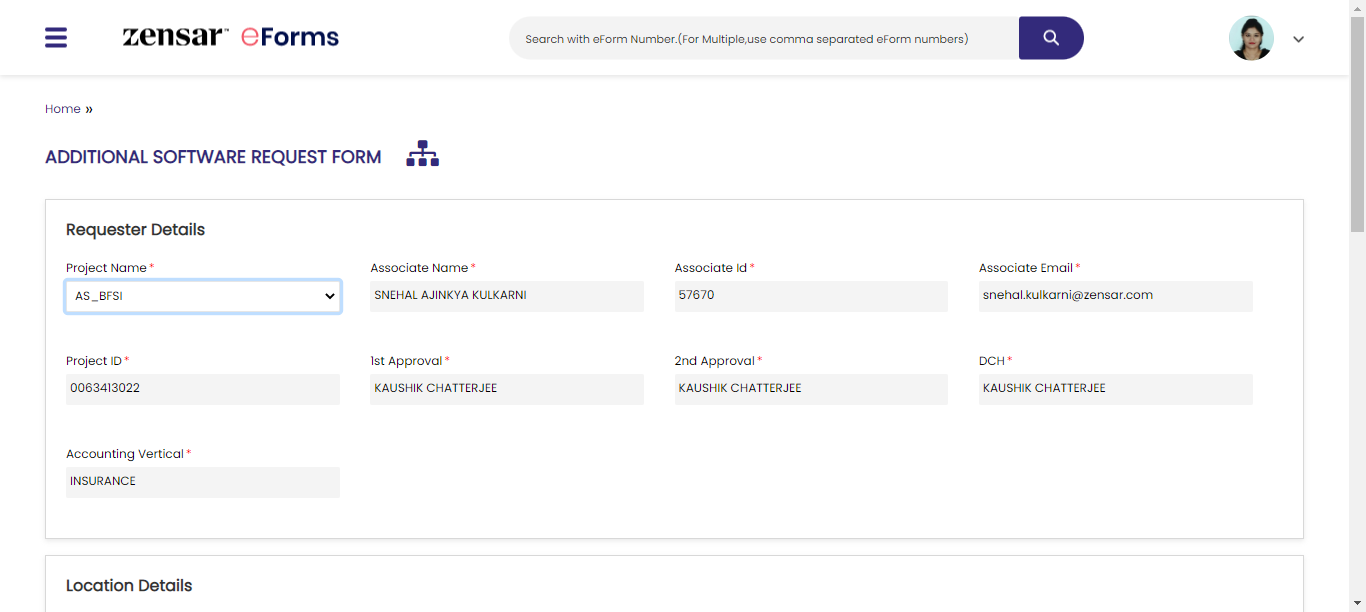 zensar™ eForms
Search with eForm Number.(For Multiple,use comma separated eForm numbers)
Home »
ADDITIONAL SOFTWARE REQUEST FORM
Requester Details
Project Name* Associate Name* Associate Id* Associate Email*
AS_BFSI SNEHAL AJINKYA KULKARNI 57670 snehal.kulkarni@zensar.com
Project ID* 1st Approval* 2nd Approval* DCH*
0063413022 KAUSHIK CHATTERJEE KAUSHIK CHATTERJEE KAUSHIK CHATTERJEE
Accounting Vertical*
INSURANCE
Location Details